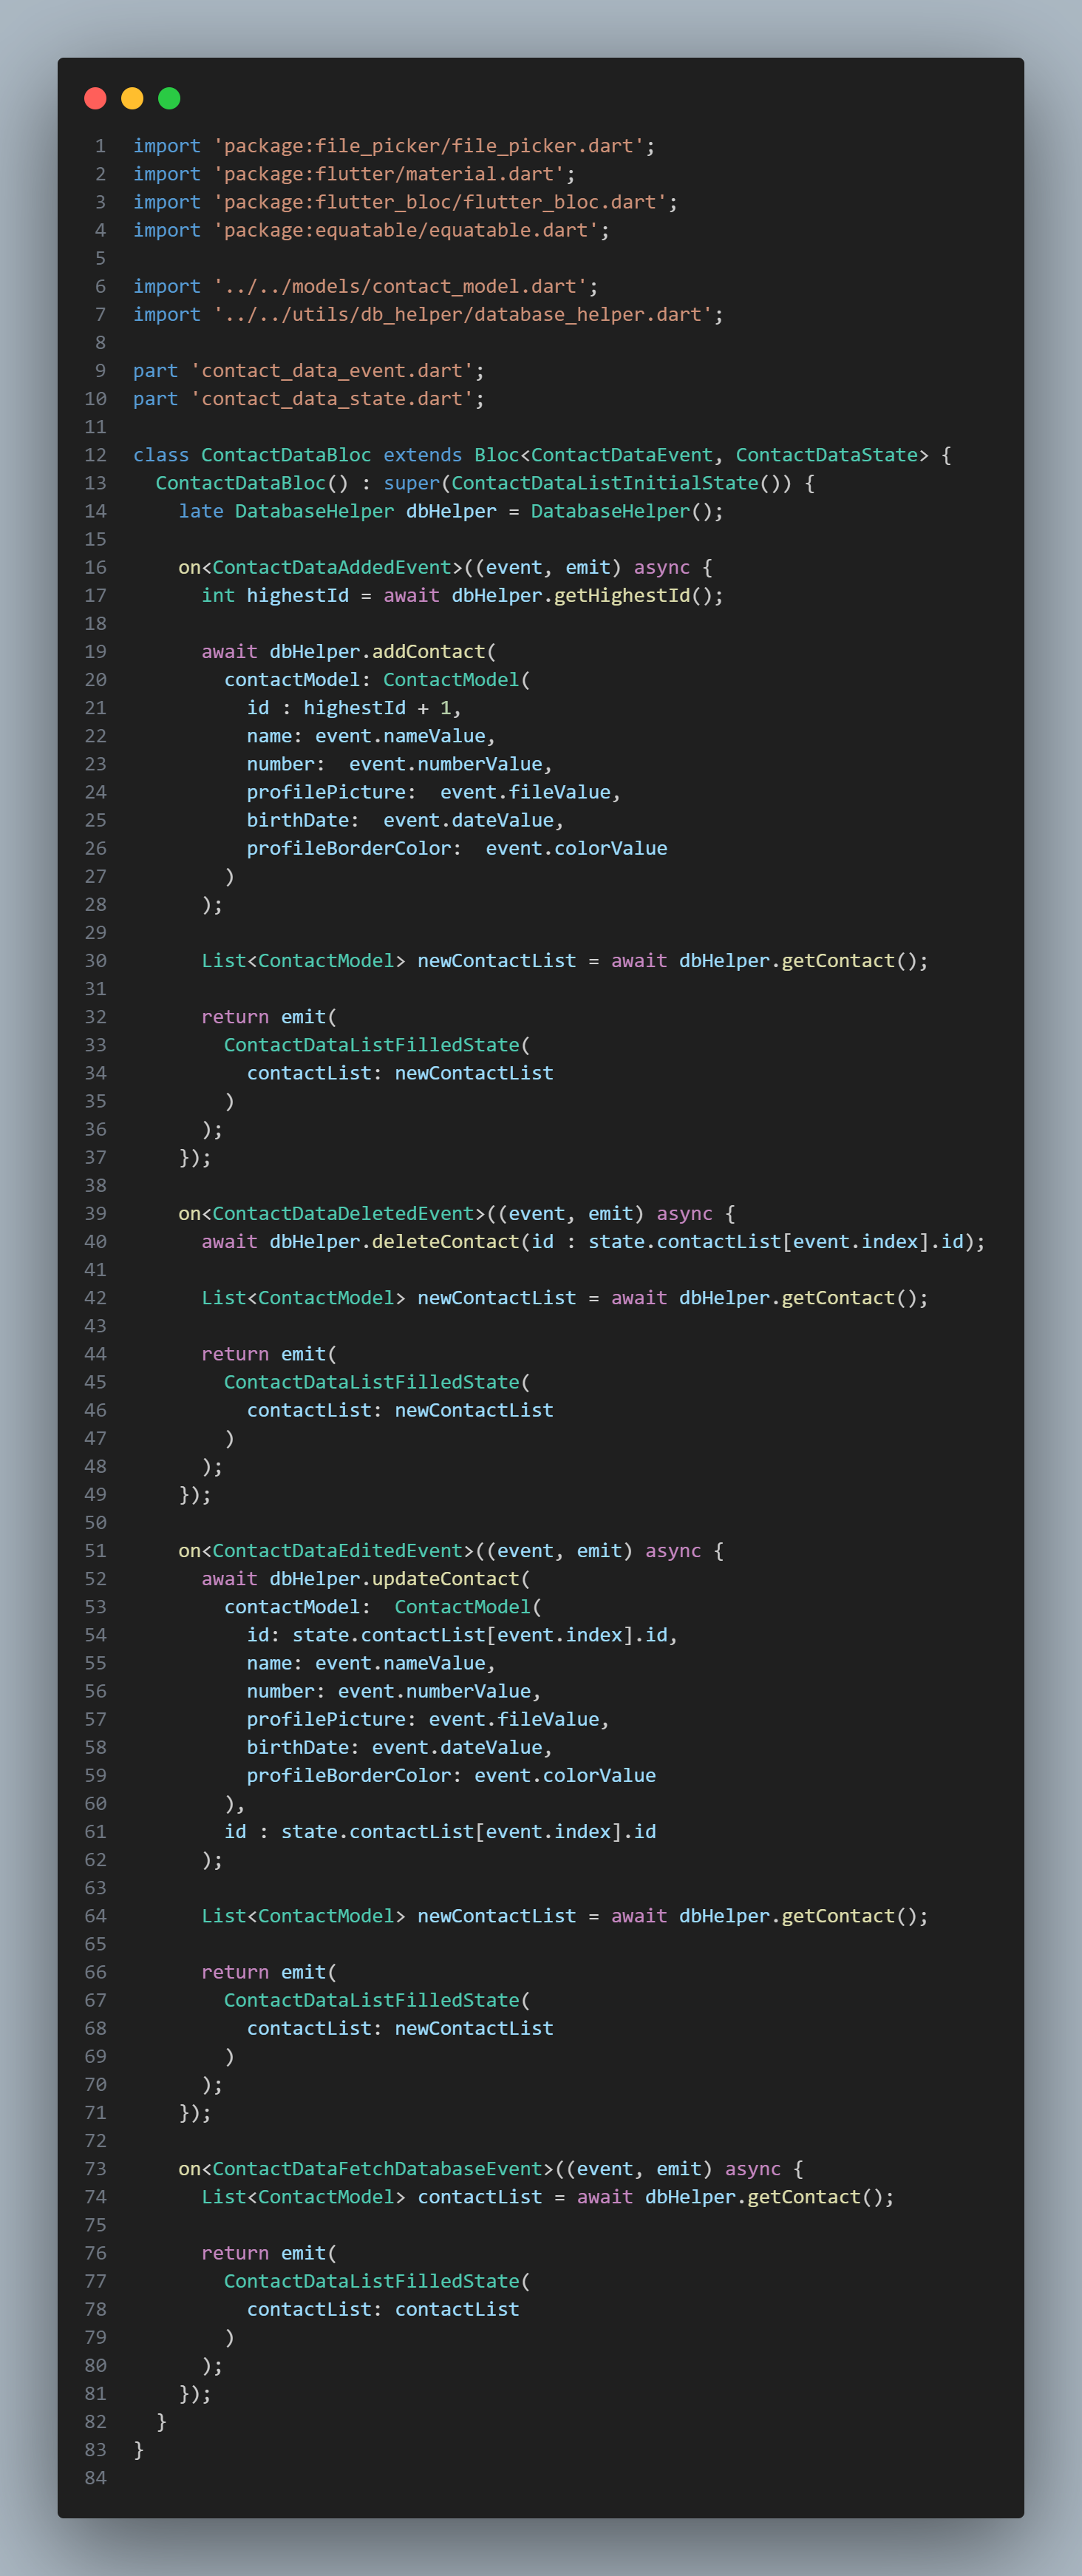 1 import 'package:file_picker/file_picker.dart';
2 import 'package:flutter/material.dart';
3 import 'package:flutter_bloc/flutter_bloc.dart';
4 import 'package:equatable/equatable.dart';
5
6 import '../../models/contact_model.dart';
7 import '../../utils/db_helper/database_helper.dart';
8
9 part 'contact_data_event.dart';
10 part 'contact_data_state.dart';
11
12 class ContactDataBloc extends Bloc<ContactDataEvent, ContactDataState> {
13   ContactDataBloc() : super(ContactDataListInitialState()) {
14     late DatabaseHelper dbHelper = DatabaseHelper();
15
16     on<ContactDataAddedEvent>((event, emit) async {
17       int highestId = await dbHelper.getHighestId();
18
19       await dbHelper.addContact(
20         contactModel: ContactModel(
21           id : highestId + 1,
22           name: event.nameValue,
23           number:  event.numberValue,
24           profilePicture:  event.fileValue,
25           birthDate:  event.dateValue,
26           profileBorderColor:  event.colorValue
27         )
28       );
29
30       List<ContactModel> newContactList = await dbHelper.getContact();
31
32       return emit(
33         ContactDataListFilledState(
34           contactList: newContactList
35         )
36       );
37     });
38
39     on<ContactDataDeletedEvent>((event, emit) async {
40       await dbHelper.deleteContact(id : state.contactList[event.index].id);
41
42       List<ContactModel> newContactList = await dbHelper.getContact();
43
44       return emit(
45         ContactDataListFilledState(
46           contactList: newContactList
47         )
48       );
49     });
50
51     on<ContactDataEditedEvent>((event, emit) async {
52       await dbHelper.updateContact(
53         contactModel:  ContactModel(
54           id: state.contactList[event.index].id,
55           name: event.nameValue,
56           number: event.numberValue,
57           profilePicture: event.fileValue,
58           birthDate: event.dateValue,
59           profileBorderColor: event.colorValue
60         ),
61         id : state.contactList[event.index].id
62       );
63
64       List<ContactModel> newContactList = await dbHelper.getContact();
65
66       return emit(
67         ContactDataListFilledState(
68           contactList: newContactList
69         )
70       );
71     });
72
73     on<ContactDataFetchDatabaseEvent>((event, emit) async {
74       List<ContactModel> contactList = await dbHelper.getContact();
75
76       return emit(
77         ContactDataListFilledState(
78           contactList: contactList
79         )
80       );
81     });
82   }
83 }
84